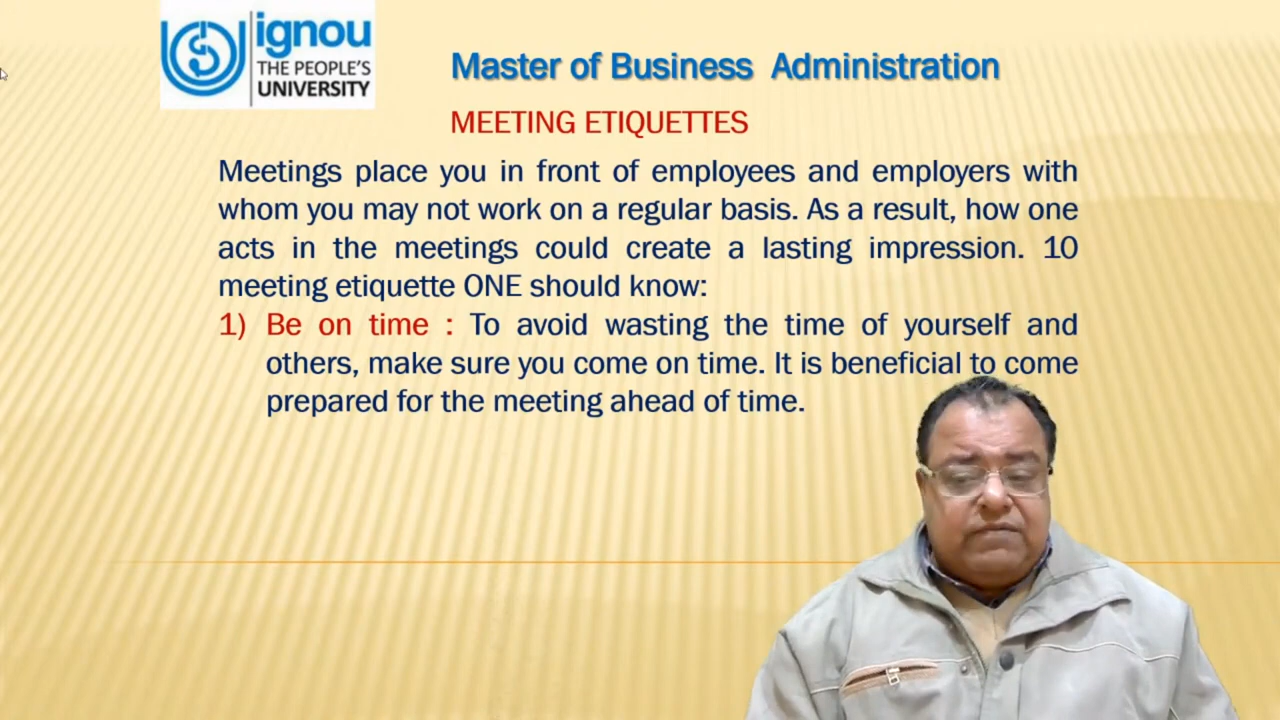 ignou
THE PEOPLE'S
UNIVERSITY
Master of Business Administration
MEETING ETIQUETTES
Meetings place you in front of employees and employers with
whom you may not work on a regular basis. As a result, how one
acts in the meetings could create a lasting impression. 10
meeting etiquette ONE should know:
1) Be on time : To avoid wasting the time of yourself and
others, make sure you come on time. It is beneficial to come
prepared for the meeting ahead of time.